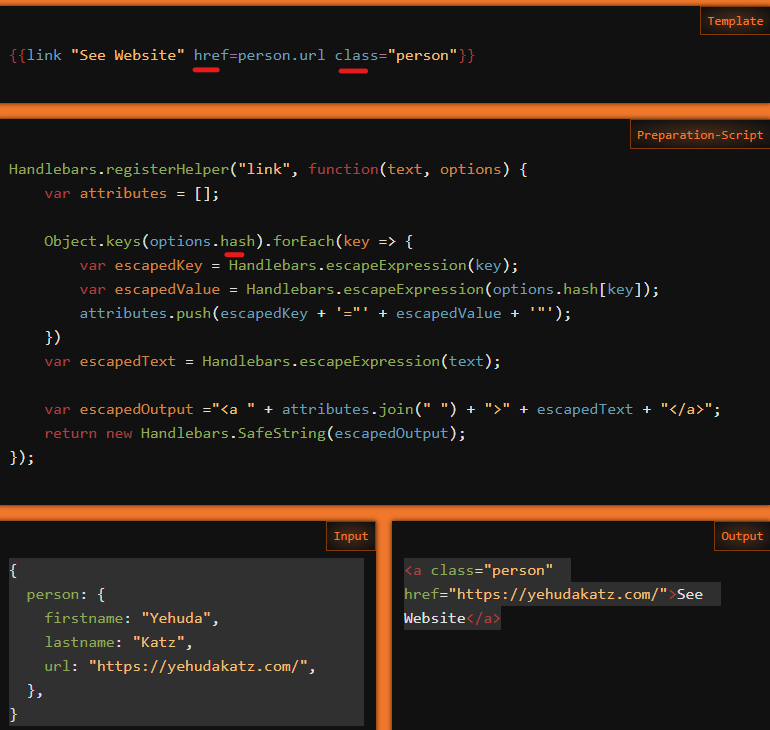 Template
{{link "See Website" href=person.url class="person"}}
Preparation-Script
Handlebars.registerHelper("link", function(text, options) {
    var attributes = [];
    Object.keys(options.hash).forEach(key => {
        var escapedKey = Handlebars.escapeExpression(key);
        var escapedValue = Handlebars.escapeExpression(options.hash[key]);
        attributes.push(escapedKey + '="' + escapedValue + '"');
    })
    var escapedText = Handlebars.escapeExpression(text);
    var escapedOutput ="<a " + attributes.join(" ") + ">" + escapedText + "</a>";
    return new Handlebars.SafeString(escapedOutput);
});
Input
{
  person: {
    firstname: "Yehuda",
    lastname: "Katz",
    url: "https://yehudakatz.com/",
  },
}
Output
<a class="person"
href="https://yehudakatz.com/">See
Website</a>